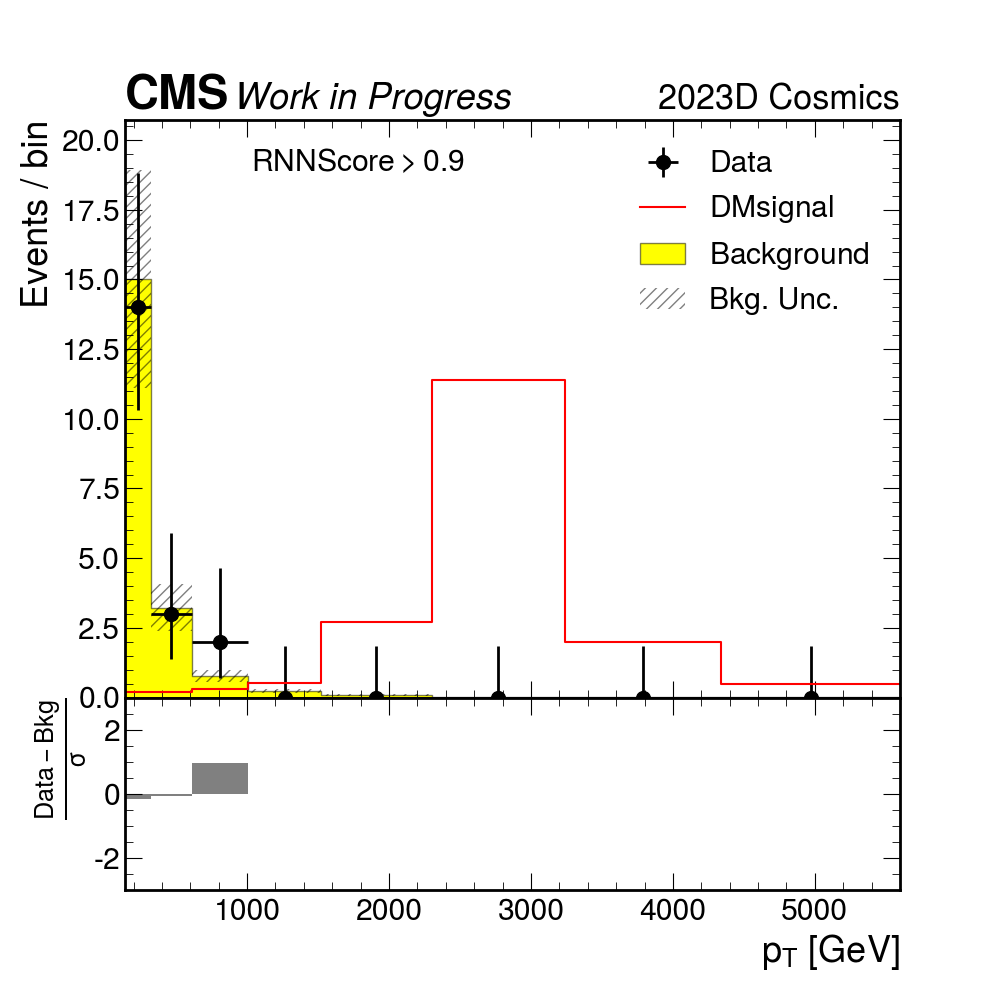 CMS Work in Progress 2023D Cosmics
Events / bin
20.0
17.5
15.0
12.5
10.0
7.5
5.0
2.5
0.0
RNNScore > 0.9
Data
DMsignal
Background
Bkg. Unc.
Data – Bkg
σ
2
0
-2
1000 2000 3000 4000 5000
pT [GeV]